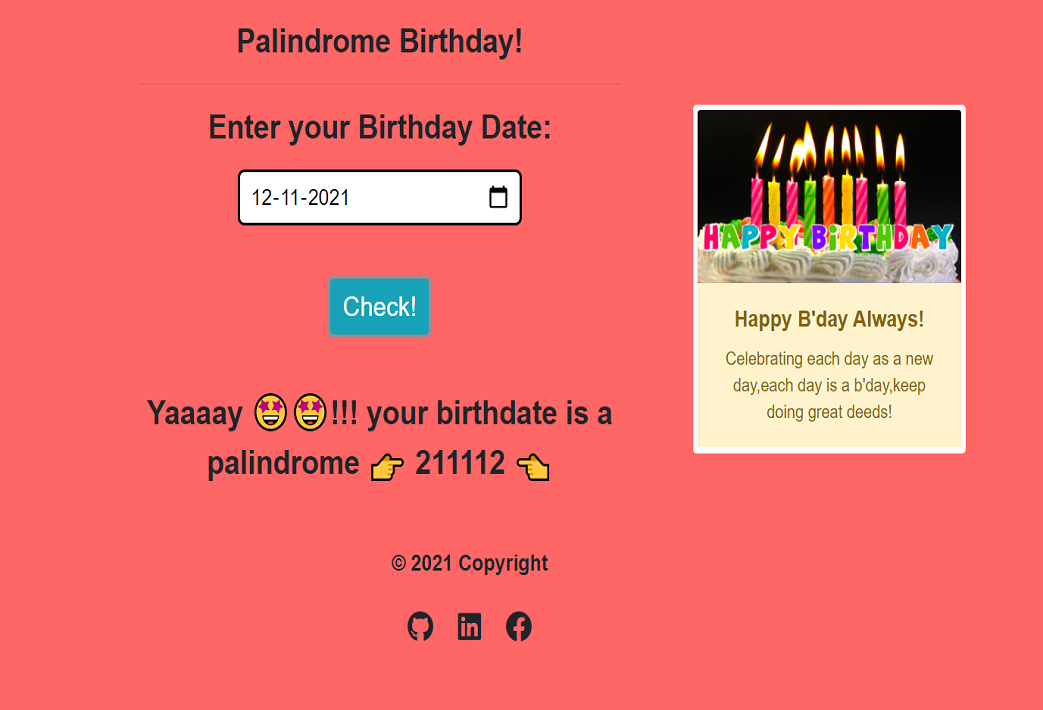 Palindrome Birthday!
Enter your Birthday Date:
12-11-2021
Check!
Yaaaay 🤩🤩!!! your birthdate is a
palindrome 👉 211112 👈
HAPPY BiRTHDAY
Happy B'day Always!
Celebrating each day as a new
day,each day is a b'day,keep
doing great deeds!
© 2021 Copyright
in